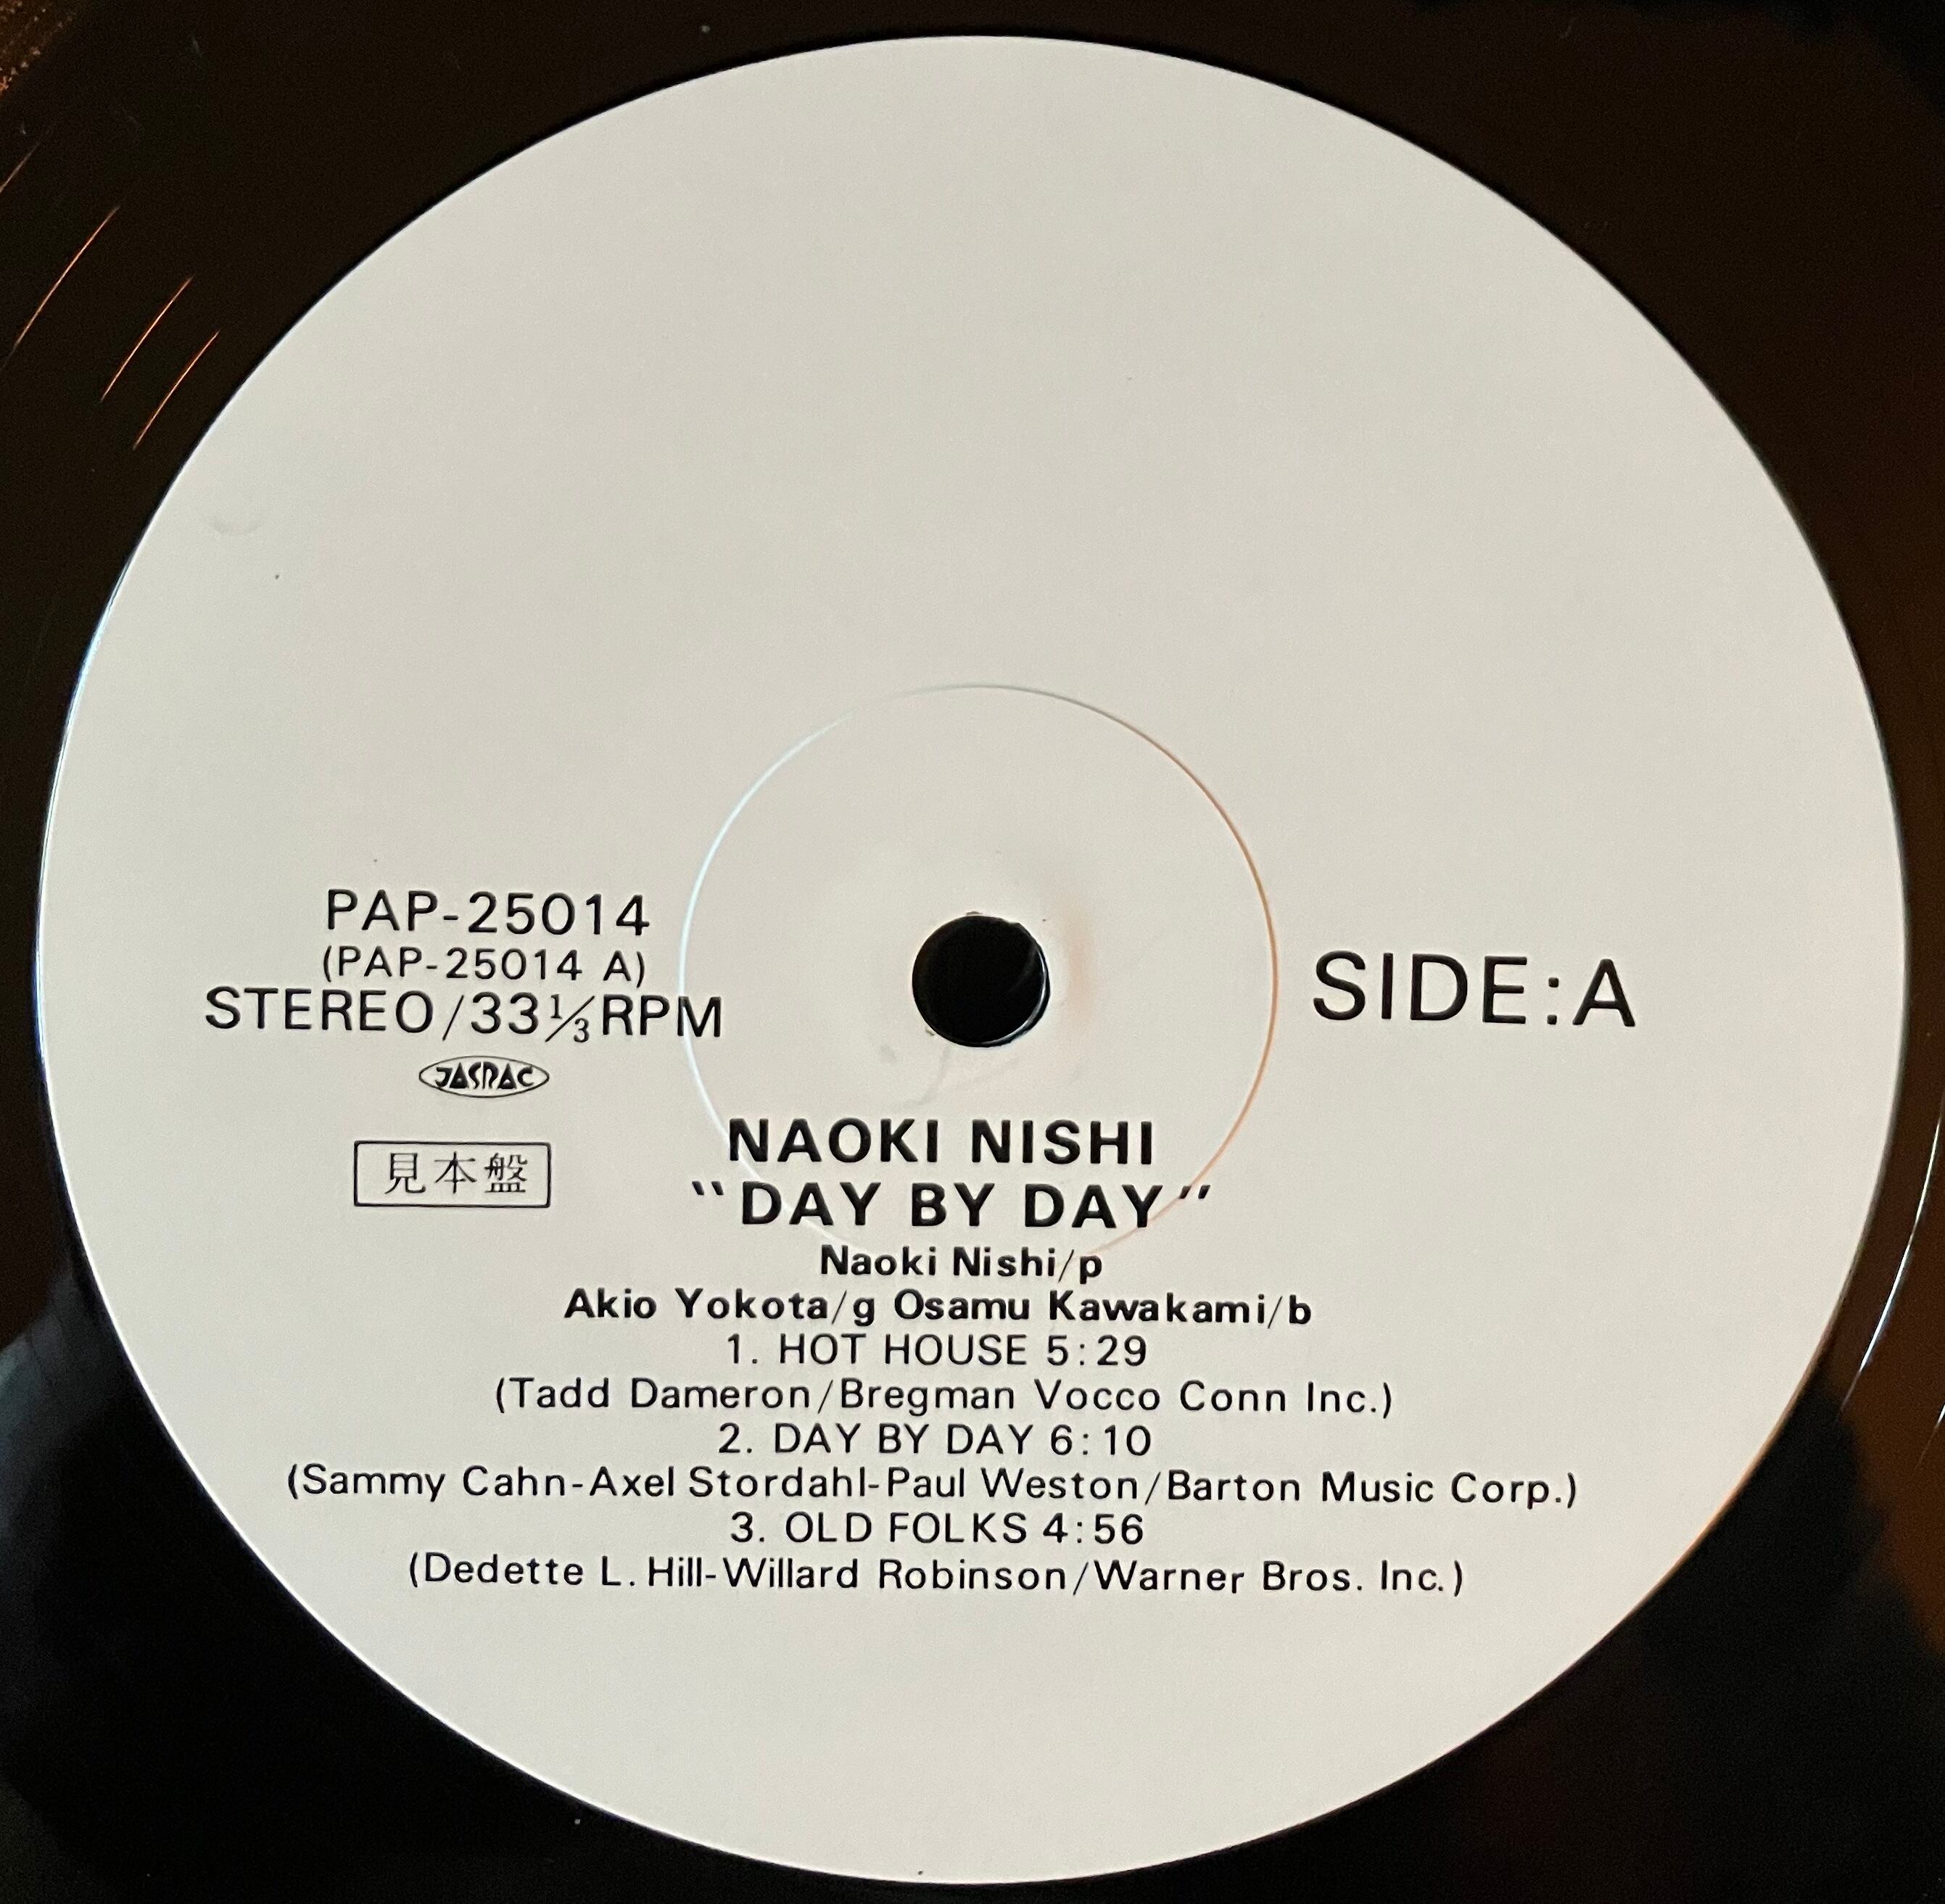 PAP-25014
(PAP-25014 A)
STEREO/33⅓RPM
JASRAC
見本盤
SIDE:A
NAOKI NISHI
"DAY BY DAY"
Naoki Nishi/p
Akio Yokota/g Osamu Kawakami/b
1. HOT HOUSE 5:29
(Tadd Dameron/Bregman Vocco Conn Inc.)
2. DAY BY DAY 6:10
(Sammy Cahn-Axel Stordahl-Paul Weston/Barton Music Corp.)
3. OLD FOLKS 4:56
(Dedette L. Hill-Willard Robinson/Warner Bros. Inc.)